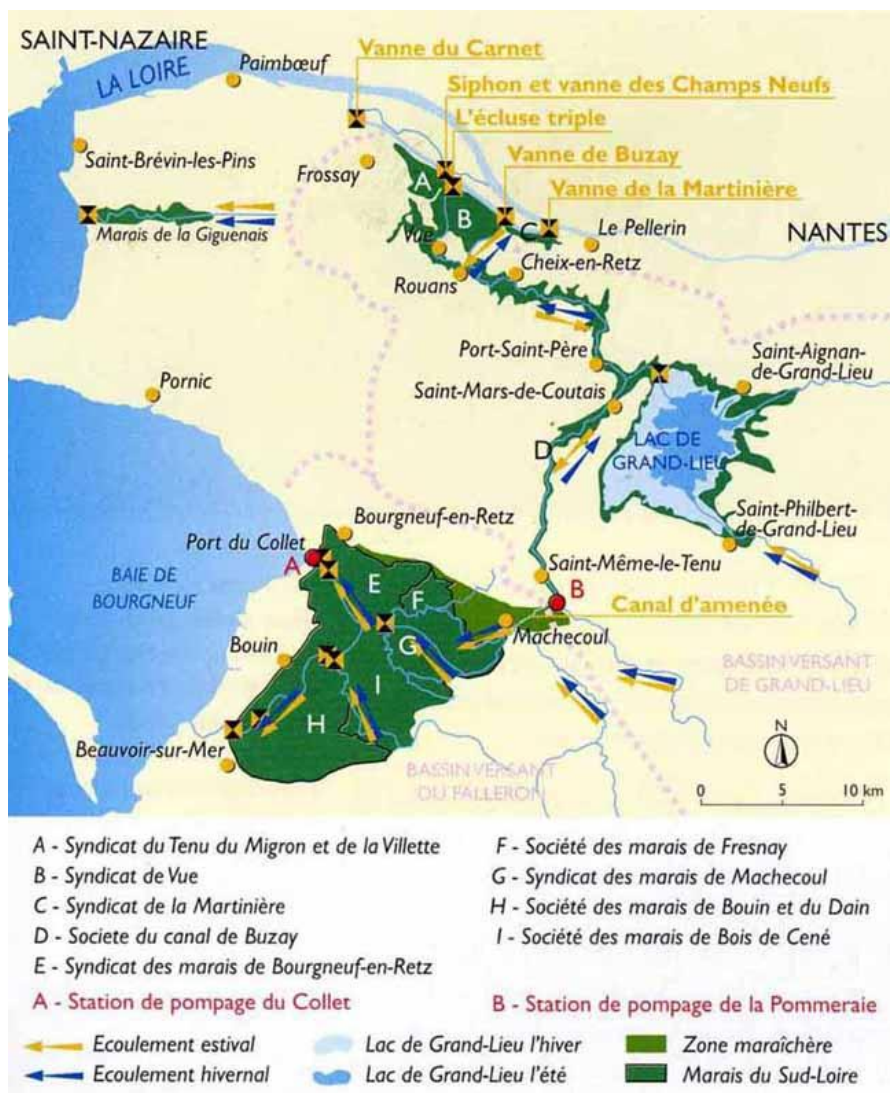 SAINT-NAZAIRE
LA LOIRE
Paimbœuf
Vanne du Carnet
Siphon et vanne des Champs Neufs
L'écluse triple
Saint-Brévin-les-Pins
Frossay
A
Vanne de Buzay
B
Vanne de la Martinière
Marais de la Giguenais
Vue
C
Le Pellerin
NANTES
Rouans
Cheix-en-Retz
Port-Saint-Père
Saint-Aignan-
de-Grand-Lieu
Pornic
Saint-Mars-de-Coutais
D
LAC DE
GRAND-LIEU
Saint-Philbert-
de-Grand-Lieu
Bourgneuf-en-Retz
Port du Collet
A
E
Saint-Même-le-Tenu
BAIE DE
BOURGNEUF
F
B
Canal d'amenéø
Machecoul
Bouin
G
BASSIN VERSANT
DE GRAND-LIEU
I
H
N
Beauvoir-sur-Mer
BASSIN VERSANT
DU FALLERON
0 5 10 km
A - Syndicat du Tenu du Migron et de la Villette
B - Syndicat de Vue
C - Syndicat de la Martinière
D - Societe du canal de Buzay
E - Syndicat des marais de Bourgneuf-en-Retz
F - Société des marais de Fresnay
G - Syndicat des marais de Machecoul
H - Société des marais de Bouin et du Dain
I - Société des marais de Bois de Cené
A - Station de pompage du Collet
B - Station de pompage de la Pommeraie
Ecoulement estival
Lac de Grand-Lieu l'hiver
Zone maraîchère
Ecoulement hivernal
Lac de Grand-Lieu l'été
Marais du Sud-Loire